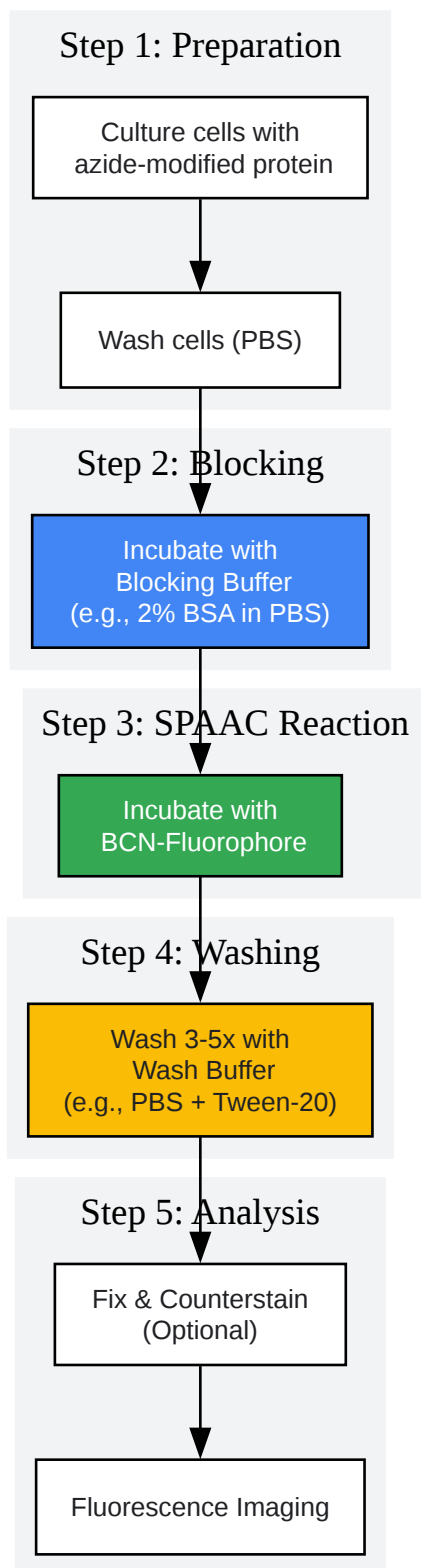 Step 1: Preparation
Culture cells with
azide-modified protein
Wash cells (PBS)
Step 2: Blocking
Incubate with
Blocking Buffer
(e.g., 2% BSA in PBS)
Step 3: SPAAC Reaction
Incubate with
BCN-Fluorophore
Step 4: Washing
Wash 3-5x with
Wash Buffer
(e.g., PBS + Tween-20)
Step 5: Analysis
Fix & Counterstain
(Optional)
Fluorescence Imaging